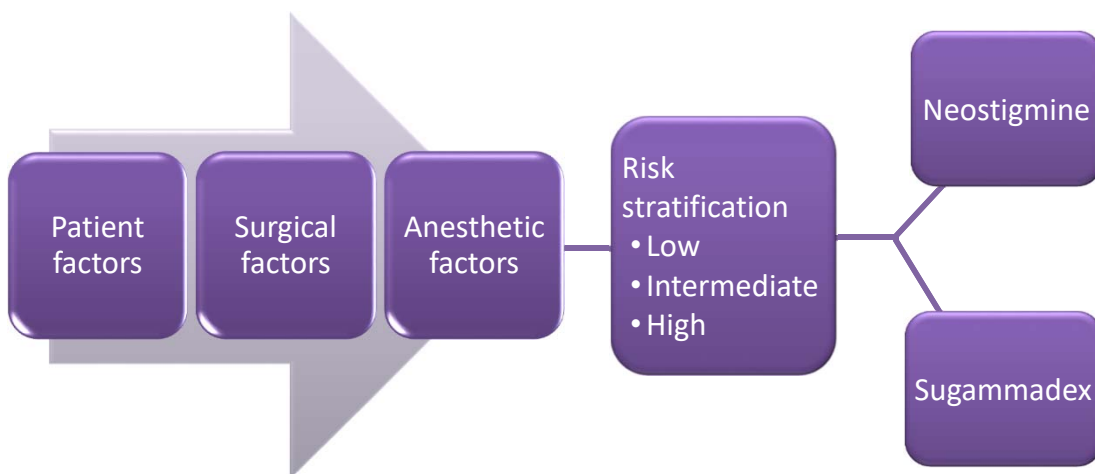 Patient
factors
Surgical
factors
Anesthetic
factors
Risk
stratification
• Low
• Intermediate
• High
Neostigmine
Sugammadex